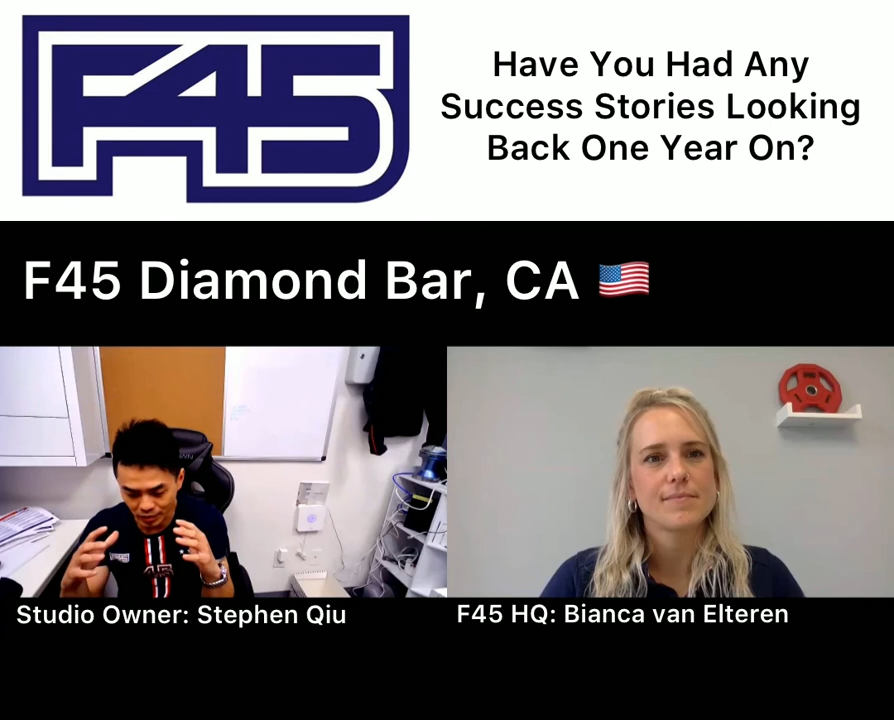 F45
Have You Had Any
Success Stories Looking
Back One Year On?
F45 Diamond Bar, CA 🇺🇸
Studio Owner: Stephen Qiu
F45 HQ: Bianca van Elteren